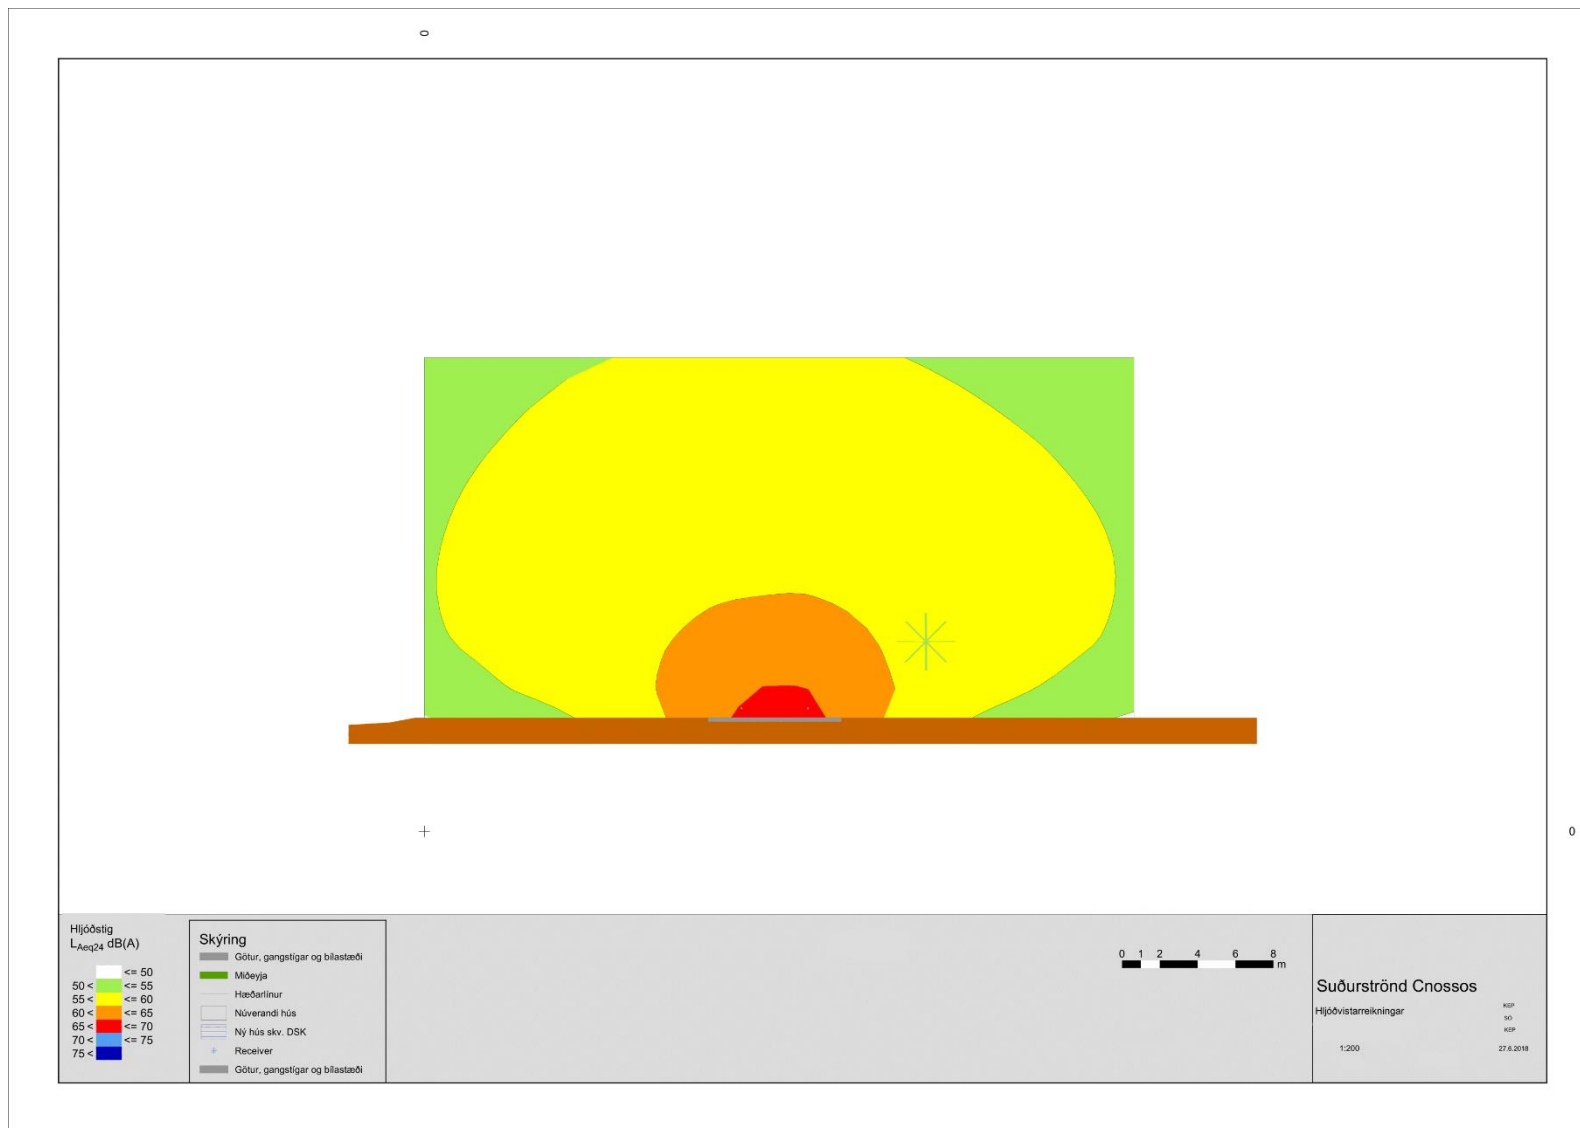 0
0
Hljóðstig
LAeq24 dB(A)
<= 50
50 < <= 55
55 < <= 60
60 < <= 65
65 < <= 70
70 < <= 75
75 <
Skýring
Götur, gangstígar og bílastæði
Miðeyja
Hæðarlínur
Núverandi hús
Ný hús skv. DSK
Receiver
Götur, gangstígar og bílastæði
0 1 2 4 6 8
m
Suðurströnd Cnossos
Hljóðvistarreikningar
KEP
SO
KEP
1:200
27.6.2018